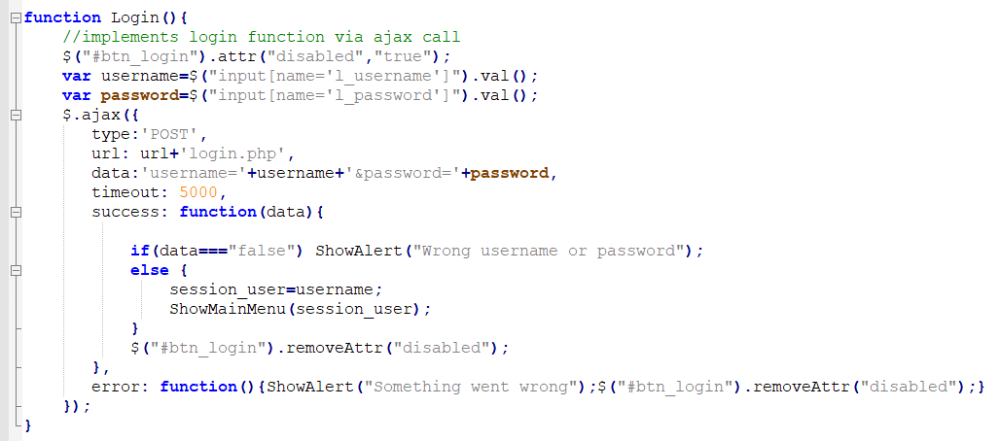 function Login(){
//implements login function via ajax call
$("#btn_login").attr("disabled","true");
var username=$("input[name='l_username']").val();
var password=$("input[name='l_password']").val();
$.ajax({
type:'POST',
url: url+'login.php',
data:'username='+username+'&password='+password,
timeout: 5000,
success: function(data){
if(data==="false") ShowAlert("Wrong username or password");
else {
session_user=username;
ShowMainMenu(session_user);
}
$("#btn_login").removeAttr("disabled");
},
error: function(){ShowAlert("Something went wrong");$("#btn_login").removeAttr("disabled");}
});
}